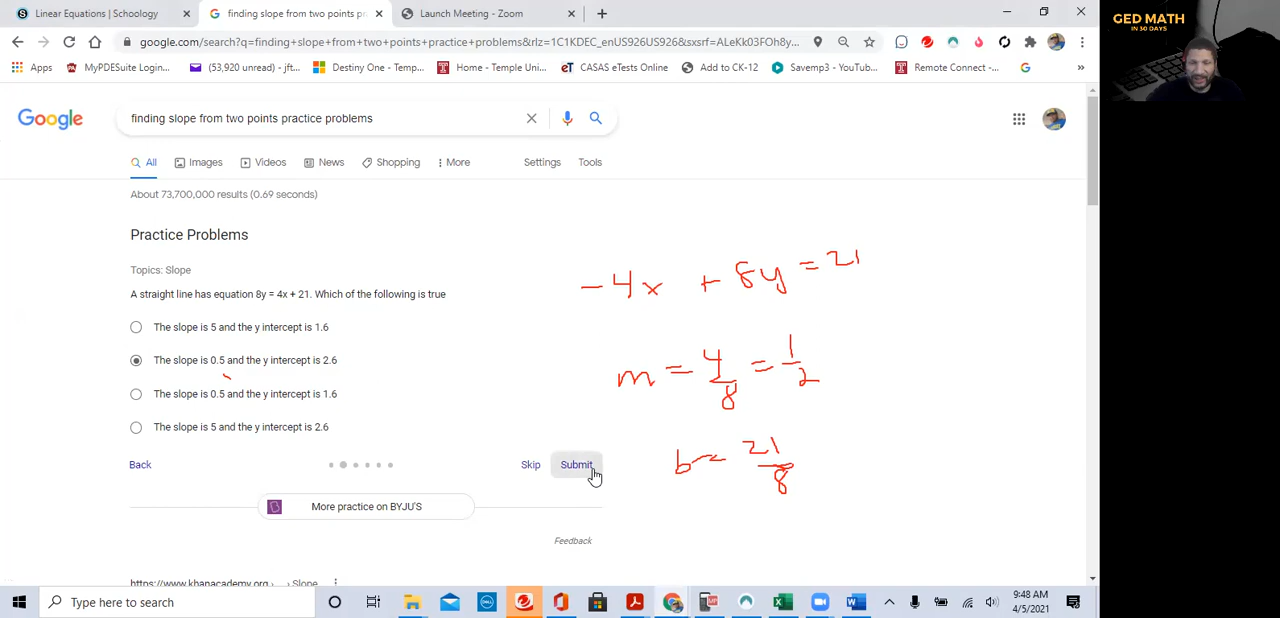 Linear Equations | Schoology
finding slope from two points p
Launch Meeting - Zoom
google.com/search?q=finding+slope+from+two+points+practice+problems&rlz=1C1KDEC_enUS926US926&sxsrf=ALeKk03FOh8y...
Apps
MyPDESuite Login...
(53,920 unread) - jft...
Destiny One - Temp...
Home - Temple Uni...
CASAS eTests Online
Add to CK-12
Savemp3 - YouTub...
Remote Connect -...
»
GED MATH
IN 30 DAYS
Google
finding slope from two points practice problems
All
Images
Videos
News
Shopping
More
Settings
Tools
About 73,700,000 results (0.69 seconds)
Practice Problems
Topics: Slope
A straight line has equation 8y = 4x + 21. Which of the following is true
The slope is 5 and the y intercept is 1.6
The slope is 0.5 and the y intercept is 2.6
The slope is 0.5 and the y intercept is 1.6
The slope is 5 and the y intercept is 2.6
Back
Skip
Submit
More practice on BYJU'S
Feedback
https://www.khanacademy.org › Slope
- 4x + 8y = 21
m = 4/8 = 1/2
b = 21/8
Type here to search
9:48 AM
4/5/2021